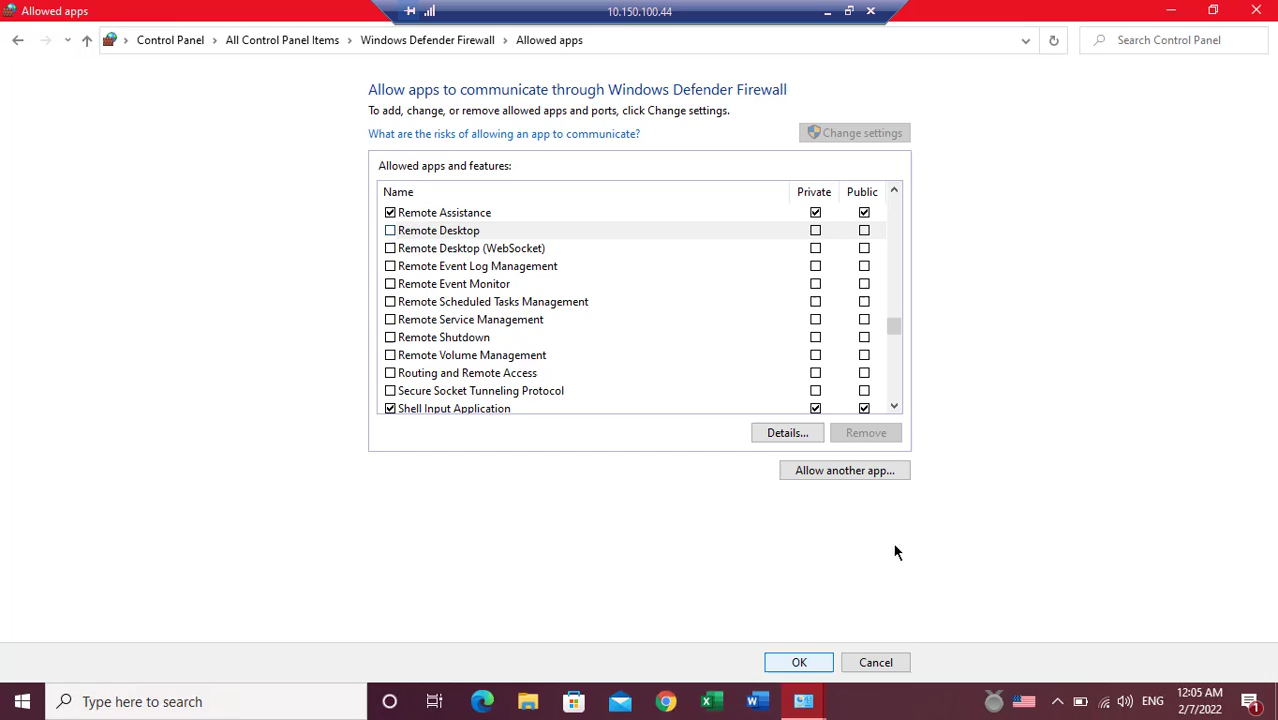 Allowed apps
10.150.100.44
Control Panel
All Control Panel Items
Windows Defender Firewall
Allowed apps
Search Control Panel
Allow apps to communicate through Windows Defender Firewall
To add, change, or remove allowed apps and ports, click Change settings.
What are the risks of allowing an app to communicate?
Change settings
Allowed apps and features:
Name Private Public
Remote Assistance
Remote Desktop
Remote Desktop (WebSocket)
Remote Event Log Management
Remote Event Monitor
Remote Scheduled Tasks Management
Remote Service Management
Remote Shutdown
Remote Volume Management
Routing and Remote Access
Secure Socket Tunneling Protocol
Shell Input Application
Details... Remove
Allow another app...
OK Cancel
Type here to search
ENG
12:05 AM
2/7/2022
1